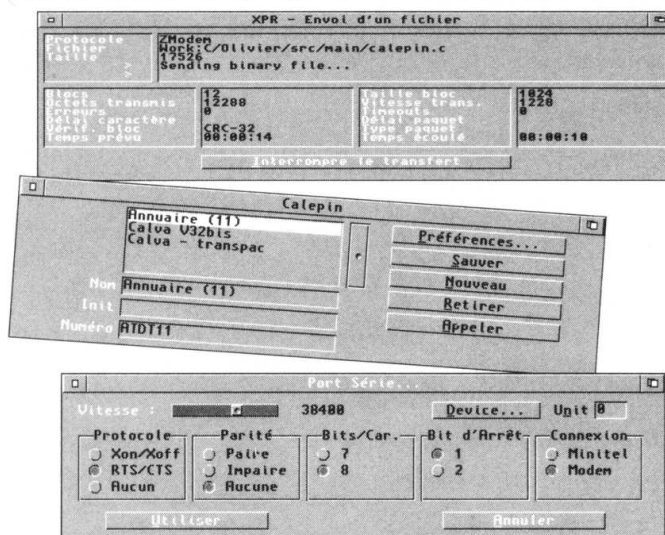 XPR - Envoi d'un fichier
Protocole ZModem
Fichier Work:C/Olivier/src/main/calepin.c
Taille 17526
> Sending binary file...
>
Blocs 12 Taille bloc 1024
Octets transmis 12288 Vitesse trans. 1228
Erreurs 0 Timeouts 0
Délai caractère Délai paquet
Vérif. bloc CRC-32 Type paquet
Temps prévu 00:00:14 Temps écoulé 00:00:10
Interrompre le transfert
Calepin
Annuaire (11)
Calva V32bis
Calva - transpac
Nom Annuaire (11)
Init
Numéro ATDT11
Préférences...
Sauver
Nouveau
Retirer
Appeler
Port Série...
Vitesse : 38400 Device... Unit 0
Protocole
Xon/Xoff
RTS/CTS
Aucun
Parité
Paire
Impaire
Aucune
Bits/Car.
7
8
Bit d'Arrêt
1
2
Connexion
Minitel
Modem
Utiliser Annuler